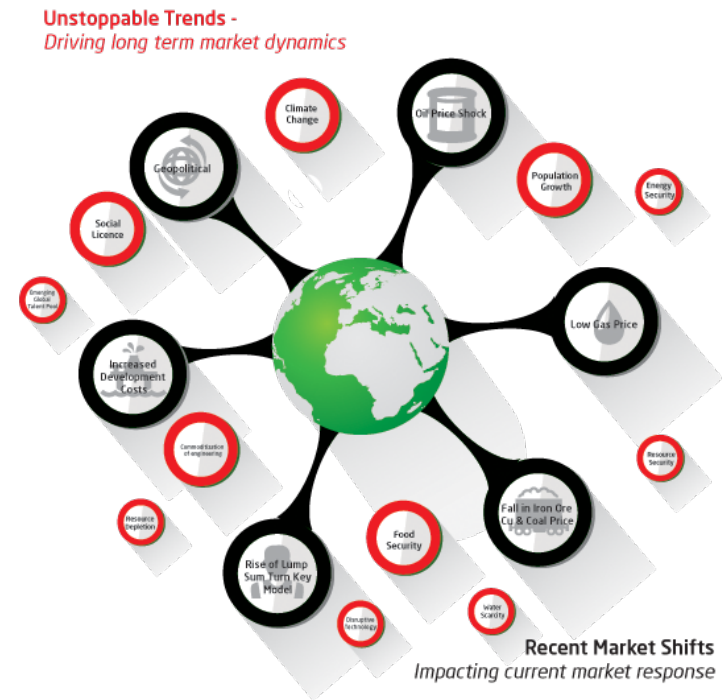 Unstoppable Trends -
Driving long term market dynamics
Climate
Change
Oil Price Shock
Geopolitical
Population
Growth
Energy
Security
Social
Licence
Emerging
Global
Talent Pool
Low Gas Price
Increased
Development
Costs
Commoditization
of engineering
Resource
Security
Resource
Depletion
Fall in Iron Ore
Cu & Coal Price
Food
Security
Rise of Lump
Sum Turn Key
Model
Disruptive
Technology
Water
Scarcity
Recent Market Shifts
Impacting current market response